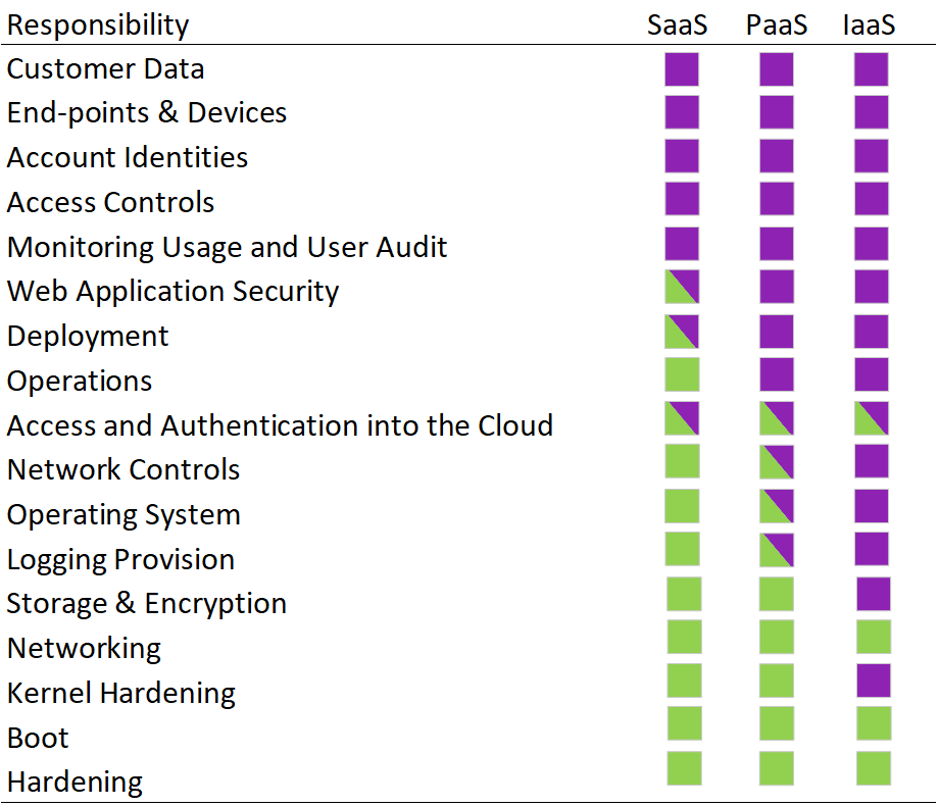 Responsibility SaaS PaaS IaaS
Customer Data
End-points & Devices
Account Identities
Access Controls
Monitoring Usage and User Audit
Web Application Security
Deployment
Operations
Access and Authentication into the Cloud
Network Controls
Operating System
Logging Provision
Storage & Encryption
Networking
Kernel Hardening
Boot
Hardening